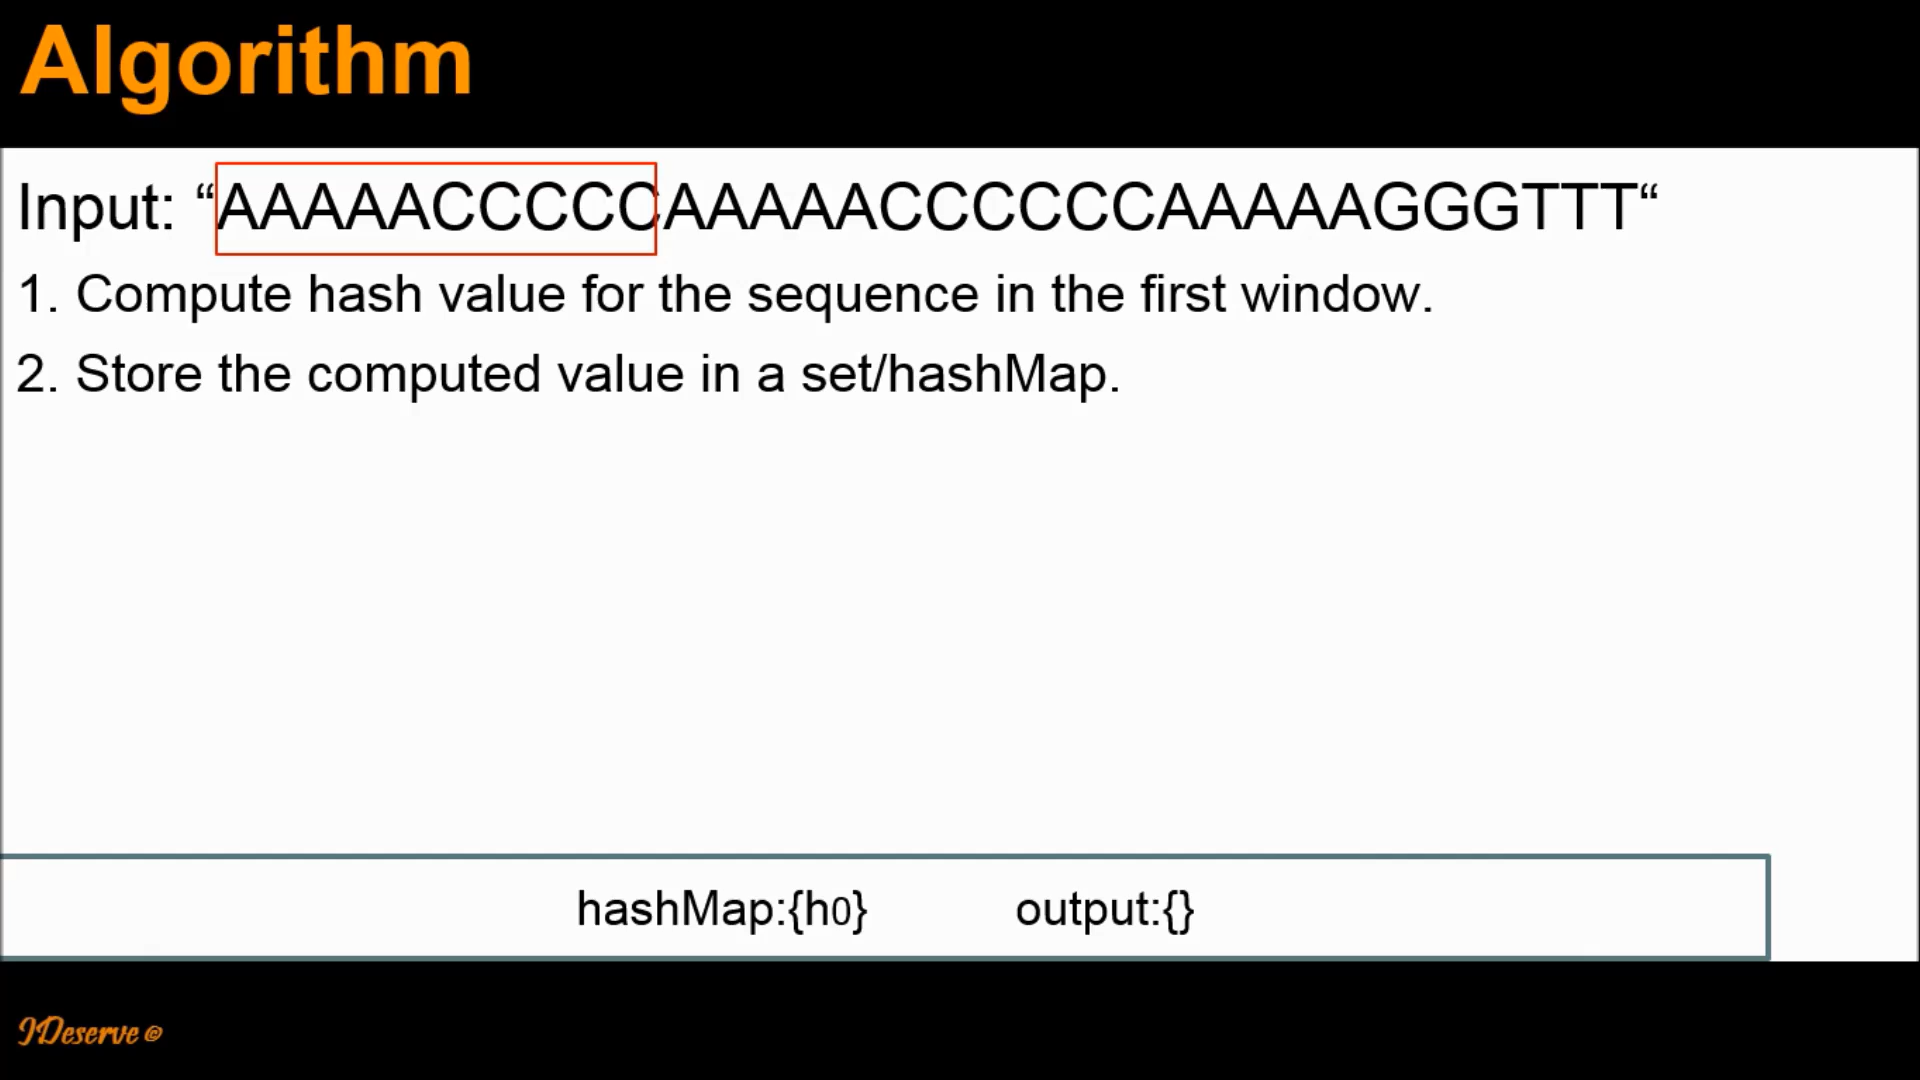 Algorithm
Input: “AAAAACCCCCAAAAACCCCCCAAAAAGGGTTT“
1. Compute hash value for the sequence in the first window.
2. Store the computed value in a set/hashMap.
hashMap:{h0} output:{}
IDeserve ©